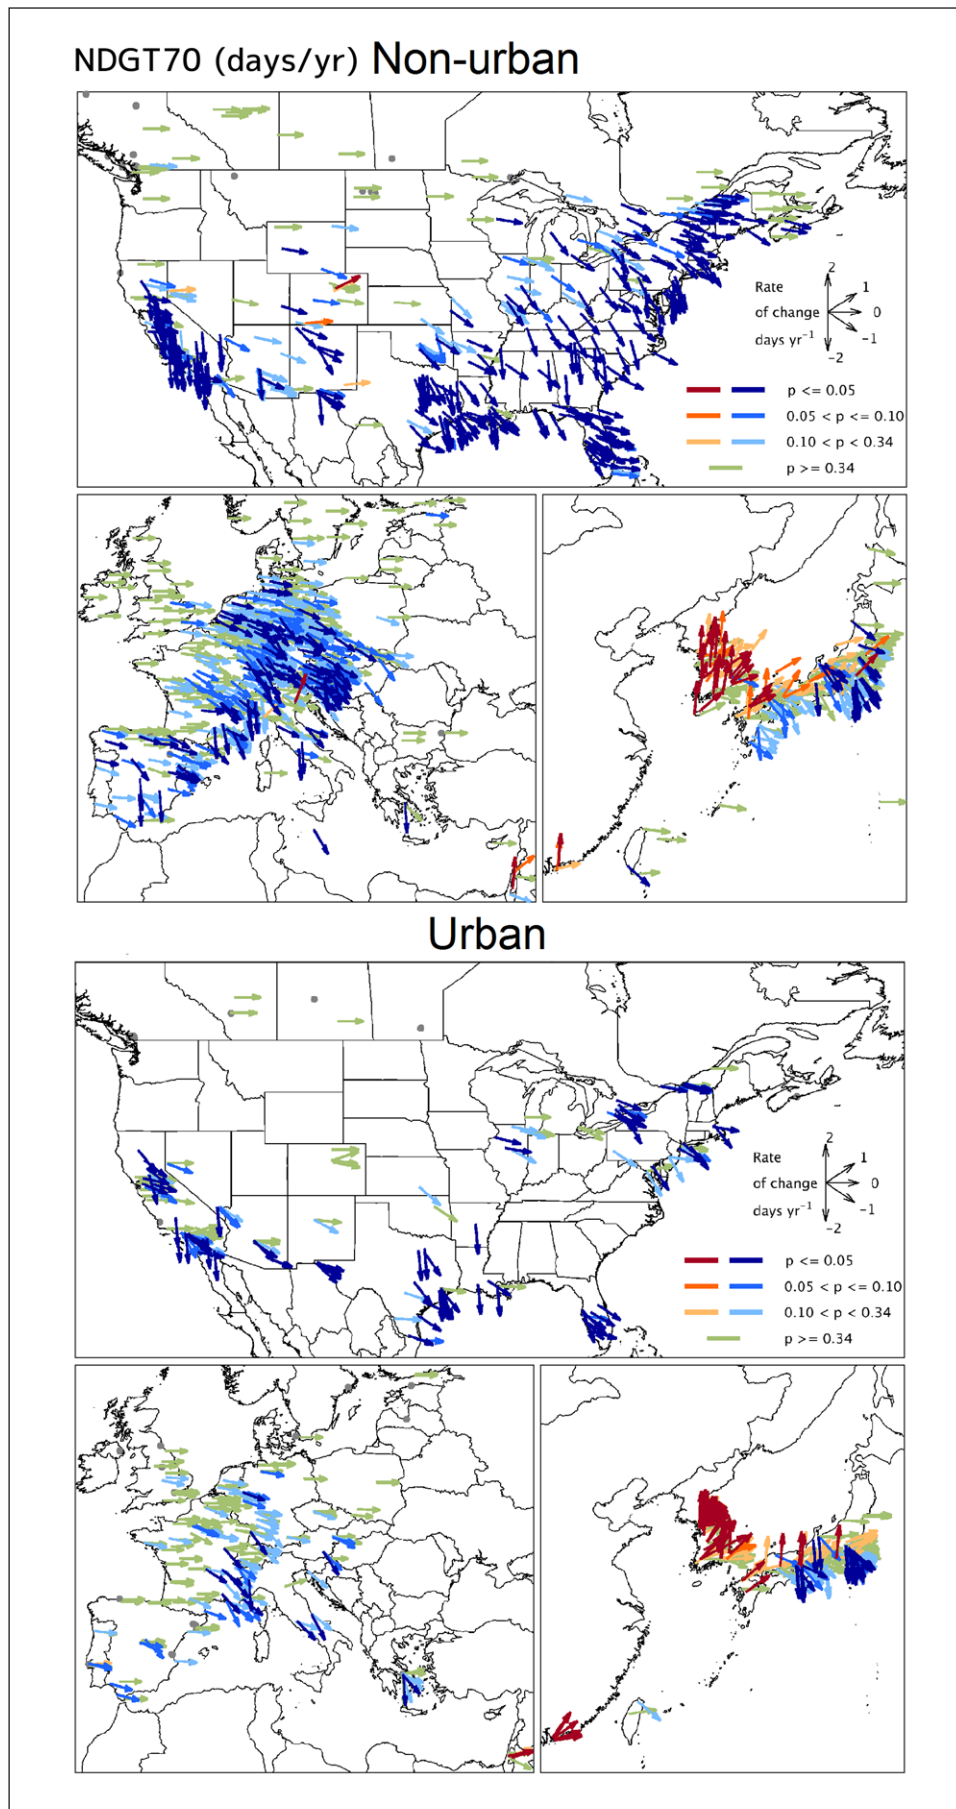 NDGT70 (days/yr) Non-urban
2
Rate 1
of change 0
days yr⁻¹ -1
-2
p <= 0.05
0.05 < p <= 0.10
0.10 < p < 0.34
p >= 0.34
Urban
2
Rate 1
of change 0
days yr⁻¹ -1
-2
p <= 0.05
0.05 < p <= 0.10
0.10 < p < 0.34
p >= 0.34